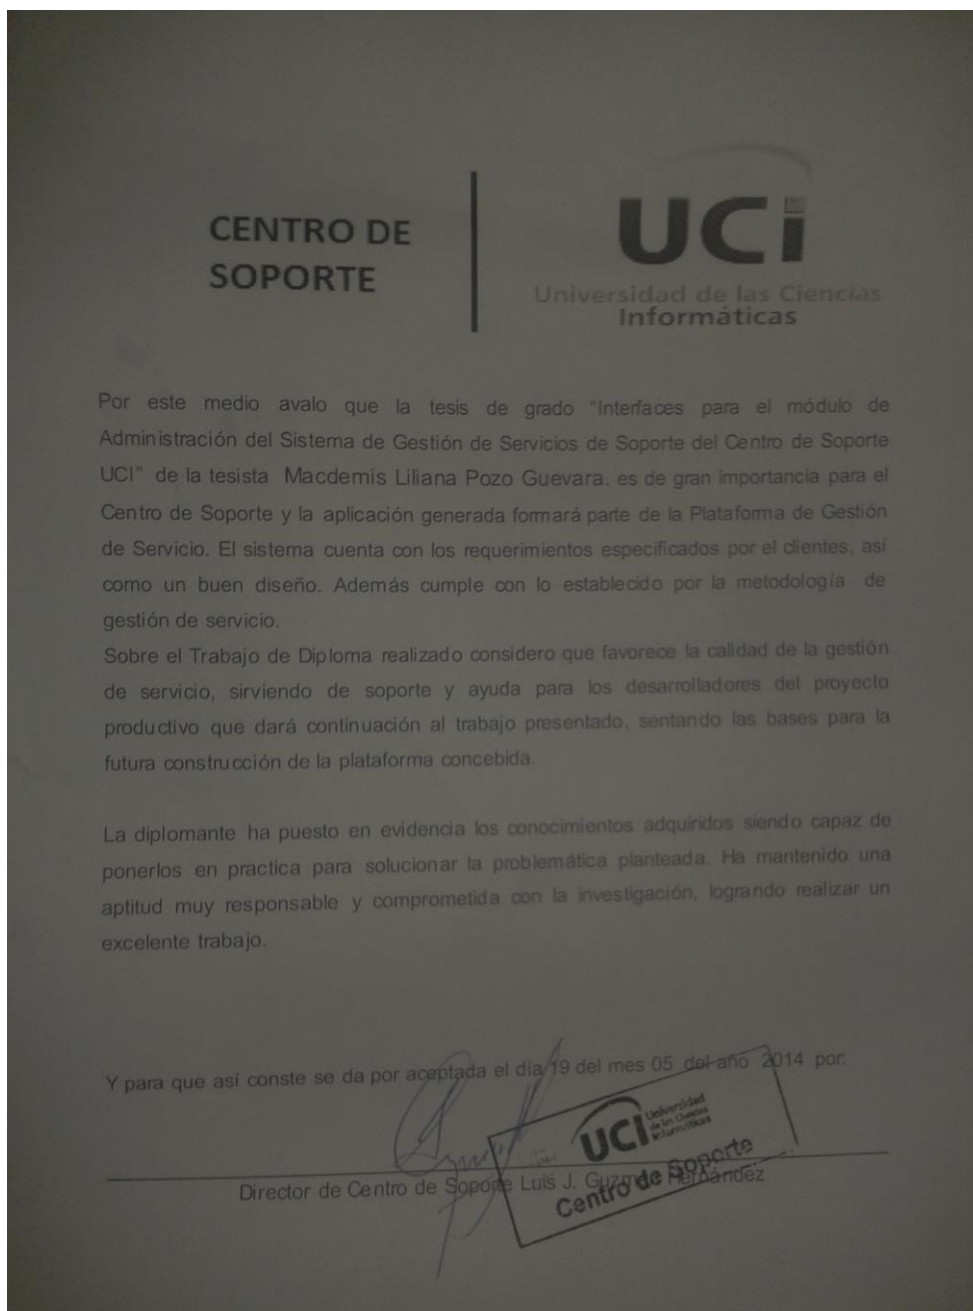 CENTRO DE
SOPORTE
UCi
Universidad de las Ciencias
Informáticas
Por este medio avalo que la tesis de grado “Interfaces para el módulo de
Administración del Sistema de Gestión de Servicios de Soporte del Centro de Soporte
UCI” de la tesista Macdemis Liliana Pozo Guevara. es de gran importancia para el
Centro de Soporte y la aplicación generada formará parte de la Plataforma de Gestión
de Servicio. El sistema cuenta con los requerimientos especificados por el clientes, así
como un buen diseño. Además cumple con lo establecido por la metodología de
gestión de servicio.
Sobre el Trabajo de Diploma realizado considero que favorece la calidad de la gestión
de servicio, sirviendo de soporte y ayuda para los desarrolladores del proyecto
productivo que dará continuación al trabajo presentado, sentando las bases para la
futura construcción de la plataforma concebida.
La diplomante ha puesto en evidencia los conocimientos adquiridos siendo capaz de
ponerlos en practica para solucionar la problemática planteada. Ha mantenido una
aptitud muy responsable y comprometida con la investigación, logrando realizar un
excelente trabajo.
Y para que así conste se da por aceptada el día 19 del mes 05 del año 2014 por:
UCI
Universidad
de las Ciencias
Informáticas
Centro de Soporte
Director de Centro de Soporte Luis J. Guzmán Hernández